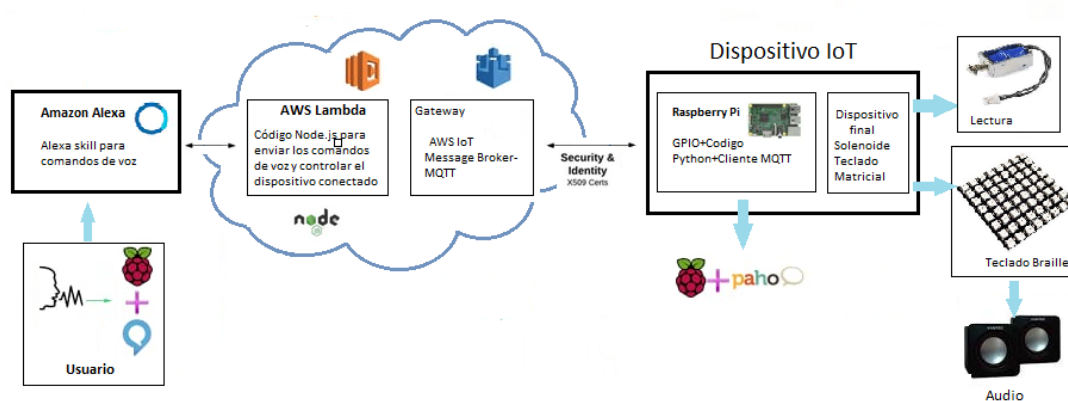 Amazon Alexa
Alexa skill para
comandos de voz
Usuario
AWS Lambda
Código Node.js para
enviar los comandos
de voz y controlar el
dispositivo conectado
node
JS
Gateway
AWS IoT
Message Broker-
MQTT
Security &
Identity
X509 Certs
Dispositivo IoT
Raspberry Pi
GPIO+Codigo
Python+Cliente MQTT
Dispositivo
final
Solenoide
Teclado
Matricial
paho
Lectura
Teclado Braille
Audio